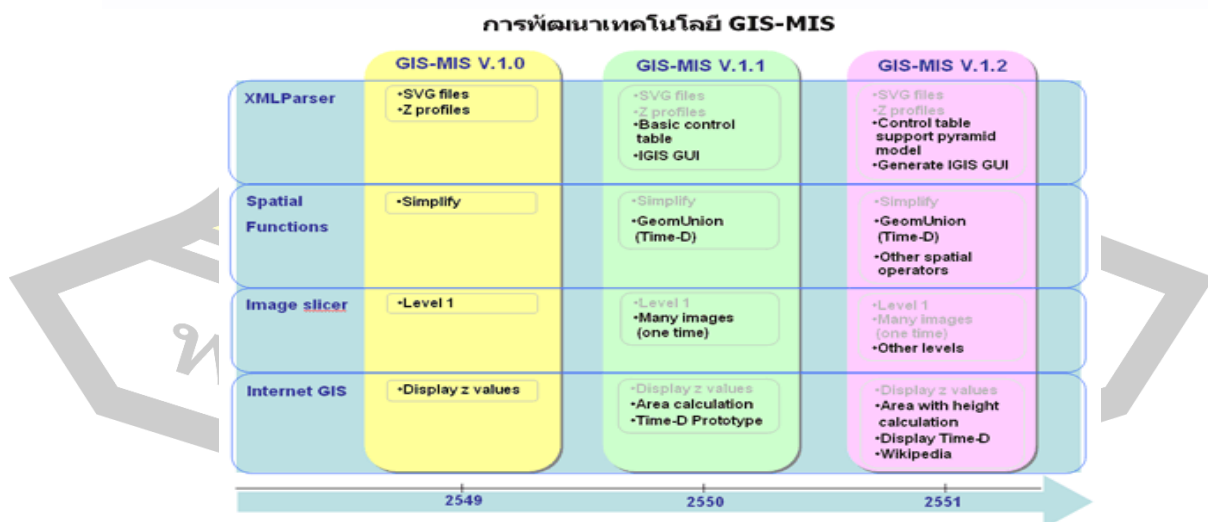 การพัฒนาเทคโนโลยี GIS-MIS
GIS-MIS V.1.0
GIS-MIS V.1.1
GIS-MIS V.1.2
XMLParser
•SVG files
•Z profiles
•SVG files
•Z profiles
•Basic control
table
•IGIS GUI
•SVG files
•Z profiles
•Control table
support pyramid
model
•Generate IGIS GUI
Spatial
Functions
•Simplify
•Simplify
•GeomUnion
(Time-D)
•Simplify
•GeomUnion
(Time-D)
•Other spatial
operators
Image slicer
•Level 1
•Level 1
•Many images
(one time)
•Level 1
•Many images
(one time)
•Other levels
Internet GIS
•Display z values
•Display z values
•Area calculation
•Time-D Prototype
•Display z values
•Area with height
calculation
•Display Time-D
•Wikipedia
2549
2550
2551